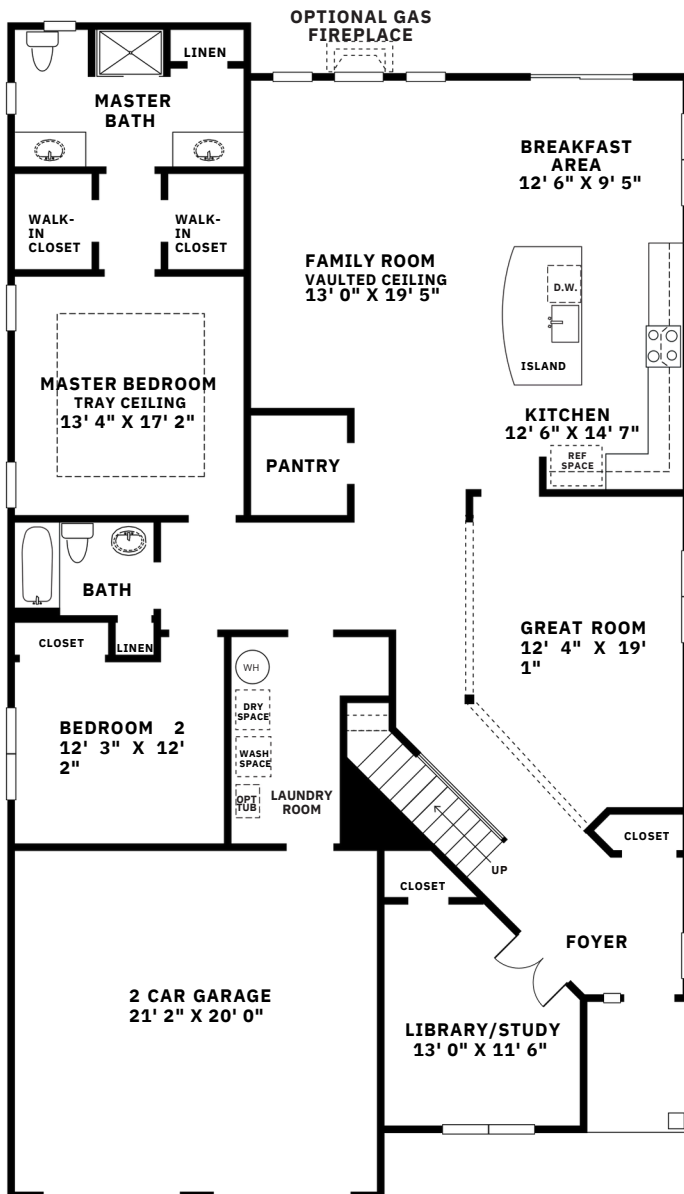 OPTIONAL GAS
FIREPLACE
LINEN
MASTER
BATH
BREAKFAST
AREA
12' 6" X 9' 5"
WALK-
IN
CLOSET
WALK-
IN
CLOSET
FAMILY ROOM
VAULTED CEILING
13' 0" X 19' 5"
D.W.
ISLAND
MASTER BEDROOM
TRAY CEILING
13' 4" X 17' 2"
KITCHEN
12' 6" X 14' 7"
REF
SPACE
PANTRY
BATH
LINEN
CLOSET
GREAT ROOM
12' 4" X 19'
1"
WH
DRY
SPACE
WASH
SPACE
OPT
TUB
LAUNDRY
ROOM
BEDROOM 2
12' 3" X 12'
2"
UP
CLOSET
CLOSET
FOYER
2 CAR GARAGE
21' 2" X 20' 0"
LIBRARY/STUDY
13' 0" X 11' 6"